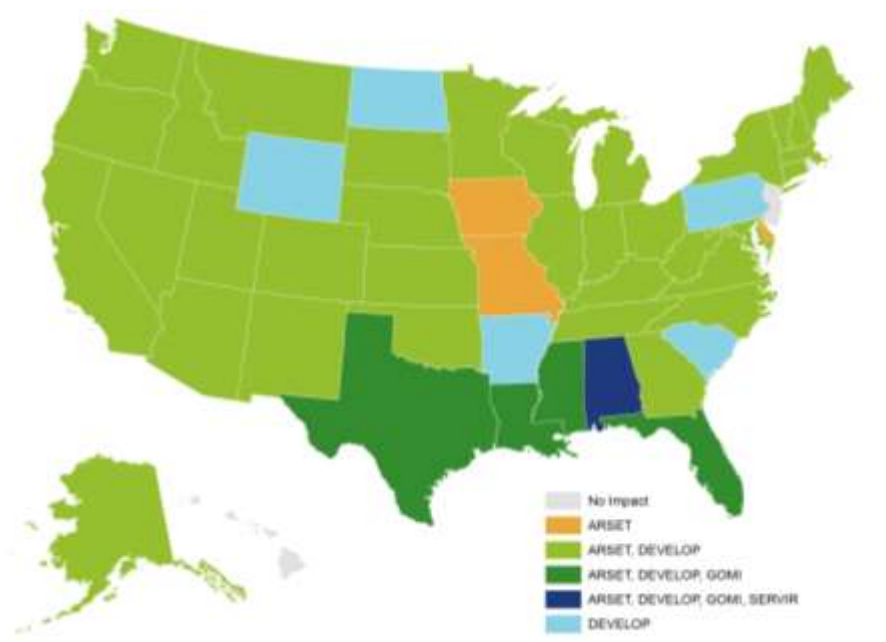 No Impact
ARSET
ARSET, DEVELOP
ARSET, DEVELOP, GOMI
ARSET, DEVELOP, GOMI, SERVIR
DEVELOP